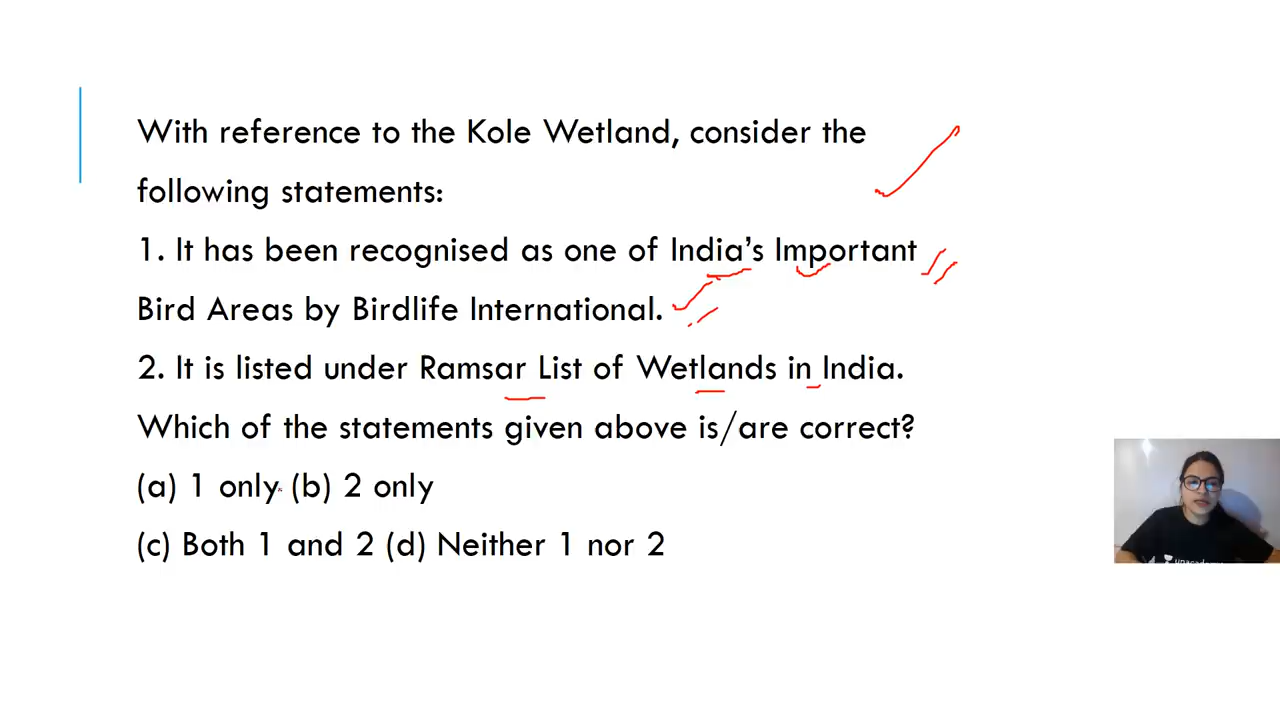 With reference to the Kole Wetland, consider the
following statements:
1. It has been recognised as one of India's Important
Bird Areas by Birdlife International.
2. It is listed under Ramsar List of Wetlands in India.
Which of the statements given above is/are correct?
(a) 1 only (b) 2 only
(c) Both 1 and 2 (d) Neither 1 nor 2